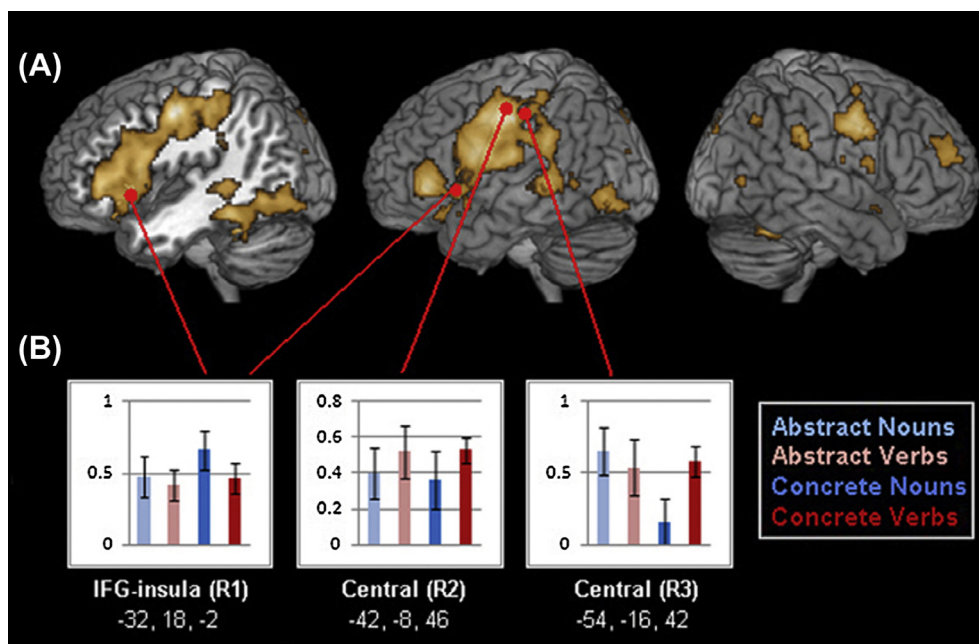 (A)
(B)
1
0.5
0
IFG-insula (R1)
-32, 18, -2
0.8
0.6
0.4
0.2
0
Central (R2)
-42, -8, 46
1
0.5
0
Central (R3)
-54, -16, 42
Abstract Nouns
Abstract Verbs
Concrete Nouns
Concrete Verbs